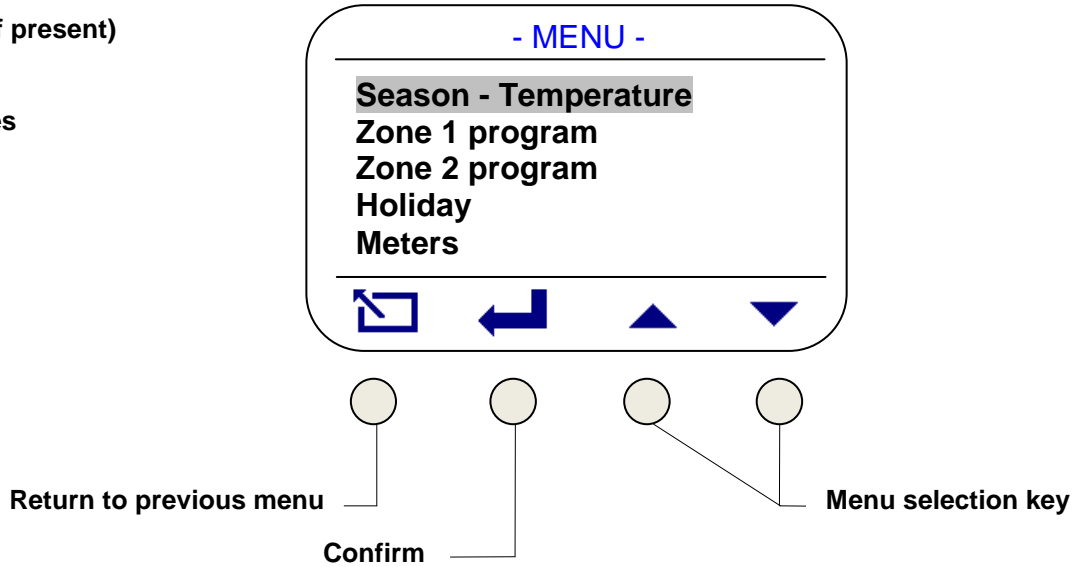 present)
- MENU -
Season - Temperature
Zone 1 program
Zone 2 program
Holiday
Meters
Return to previous menu
Menu selection key
Confirm